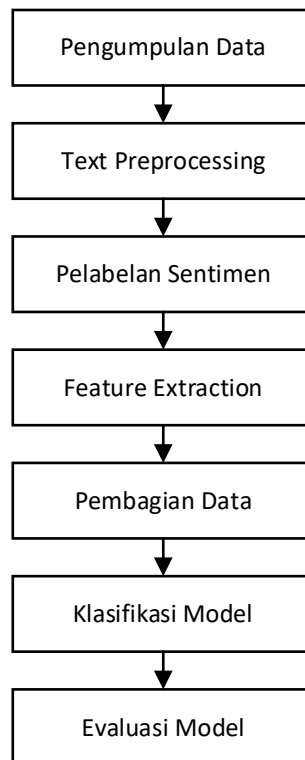 Pengumpulan Data
Text Preprocessing
Pelabelan Sentimen
Feature Extraction
Pembagian Data
Klasifikasi Model
Evaluasi Model